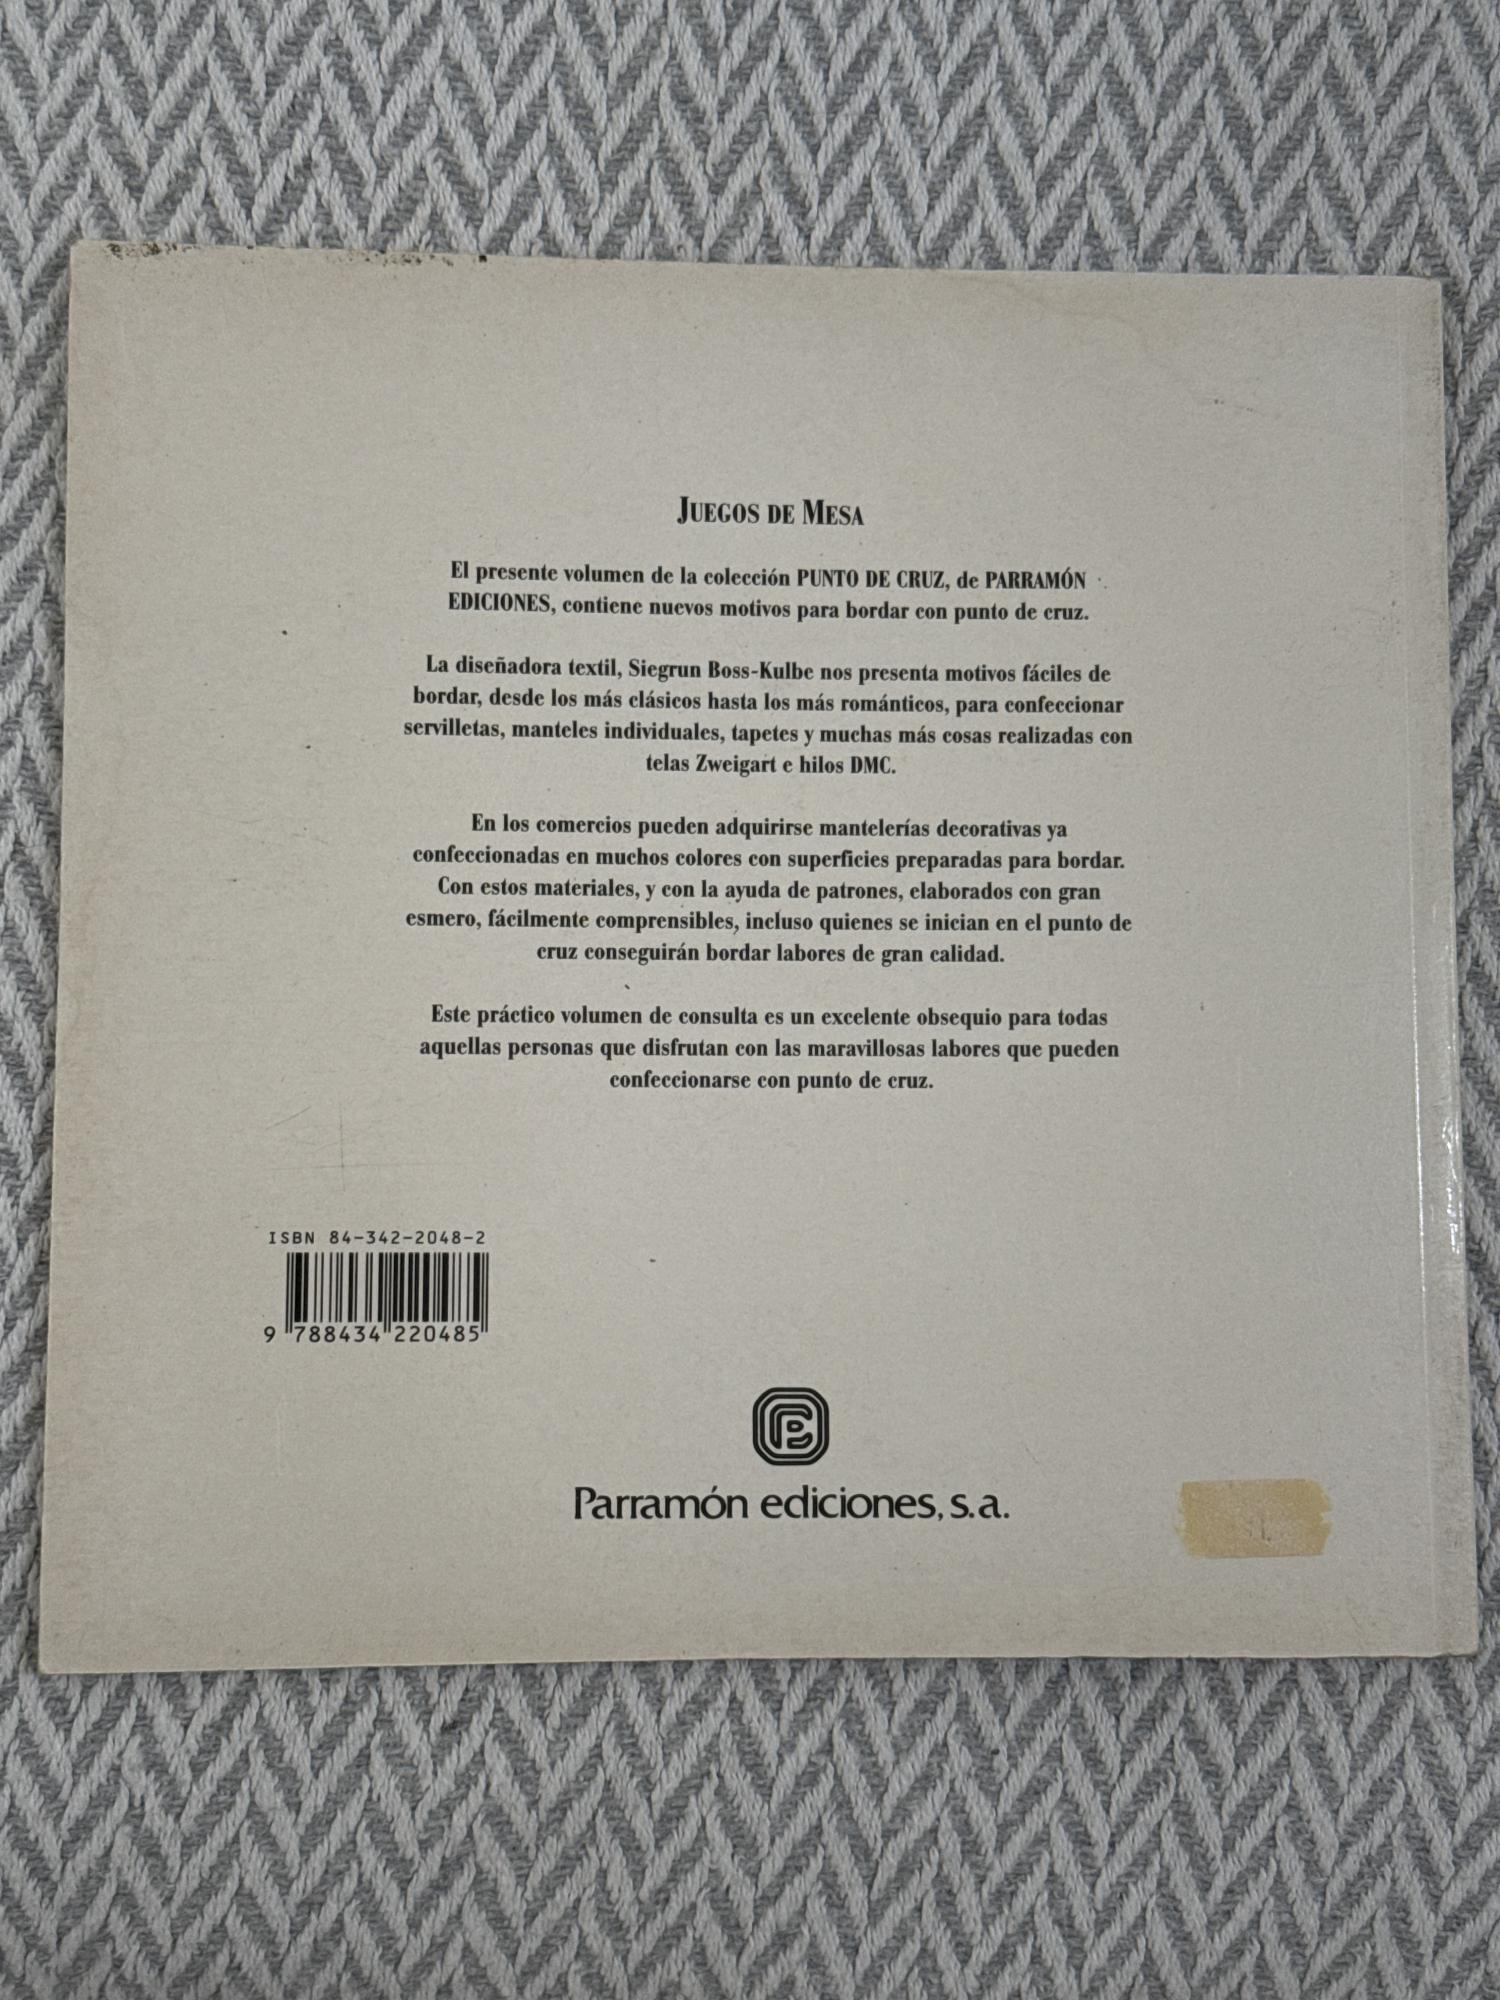 JUEGOS DE MESA
El presente volumen de la colección PUNTO DE CRUZ, de PARRAMÓN
EDICIONES, contiene nuevos motivos para bordar con punto de cruz.
La diseñadora textil, Siegrun Boss-Kulbe nos presenta motivos fáciles de
bordar, desde los más clásicos hasta los más románticos, para confeccionar
servilletas, manteles individuales, tapetes y muchas más cosas realizadas con
telas Zweigart e hilos DMC.
En los comercios pueden adquirirse mantelerías decorativas ya
confeccionadas en muchos colores con superficies preparadas para bordar.
Con estos materiales, y con la ayuda de patrones, elaborados con gran
esmero, fácilmente comprensibles, incluso quienes se inician en el punto de
cruz conseguirán bordar labores de gran calidad.
Este práctico volumen de consulta es un excelente obsequio para todas
aquellas personas que disfrutan con las maravillosas labores que pueden
confeccionarse con punto de cruz.
ISBN 84-342-2048-2
9 788434 220485
Parramón ediciones, s.a.